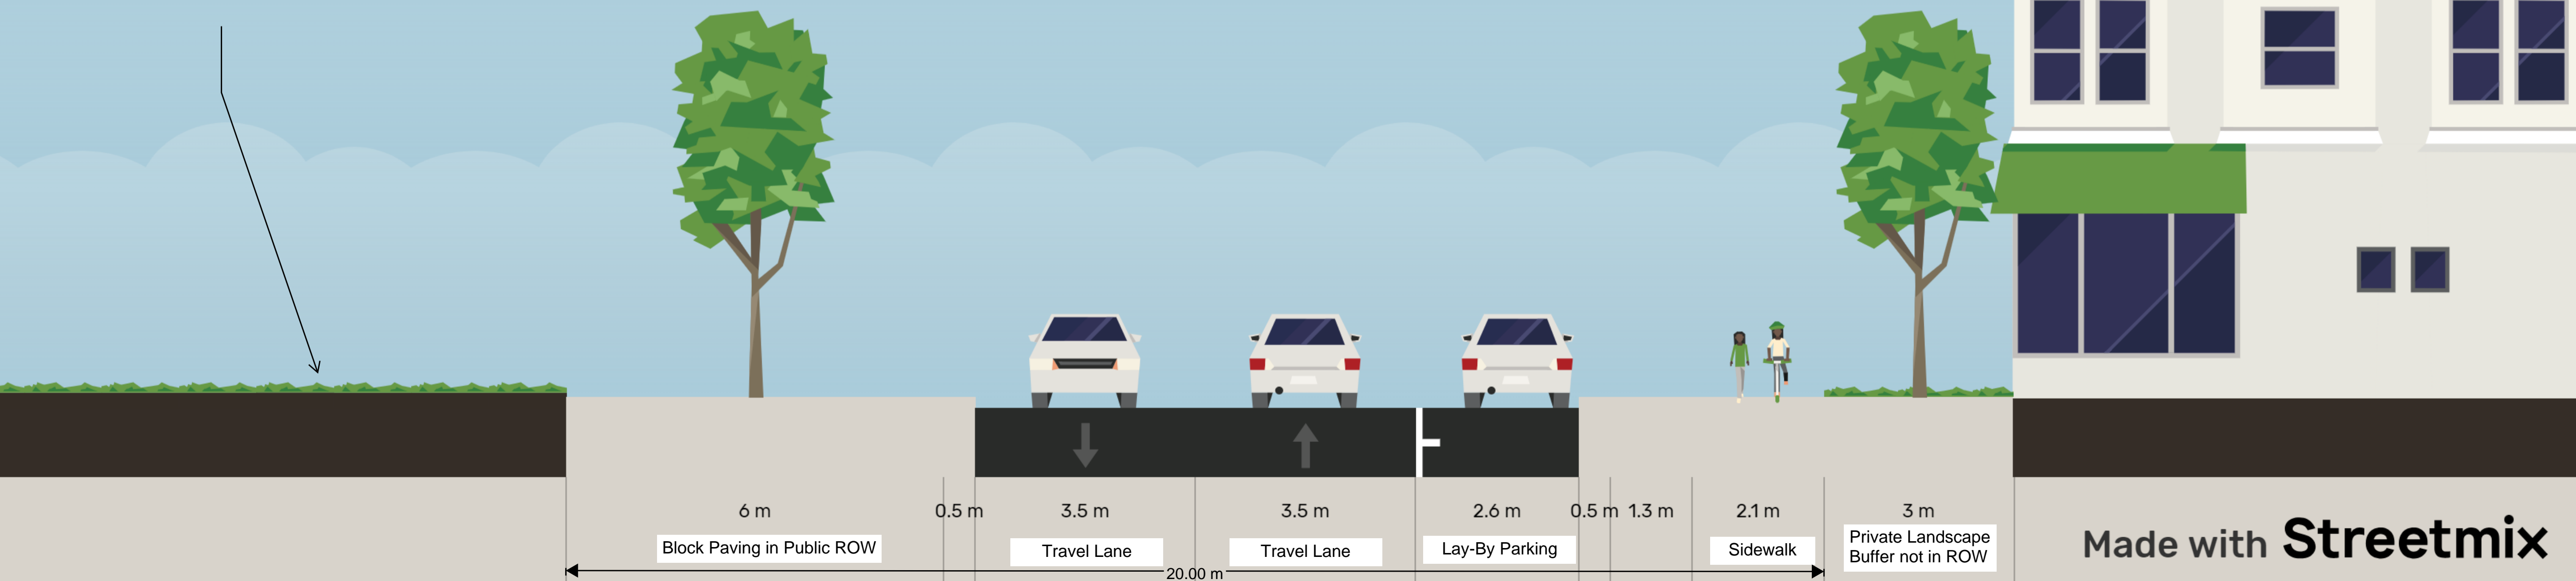 6 m
0.5 m
3.5 m
3.5 m
2.6 m
0.5 m
1.3 m
2.1 m
3 m
Block Paving in Public ROW
Travel Lane
Travel Lane
Lay-By Parking
Sidewalk
Private Landscape
Buffer not in ROW
20.00 m
Made with Streetmix